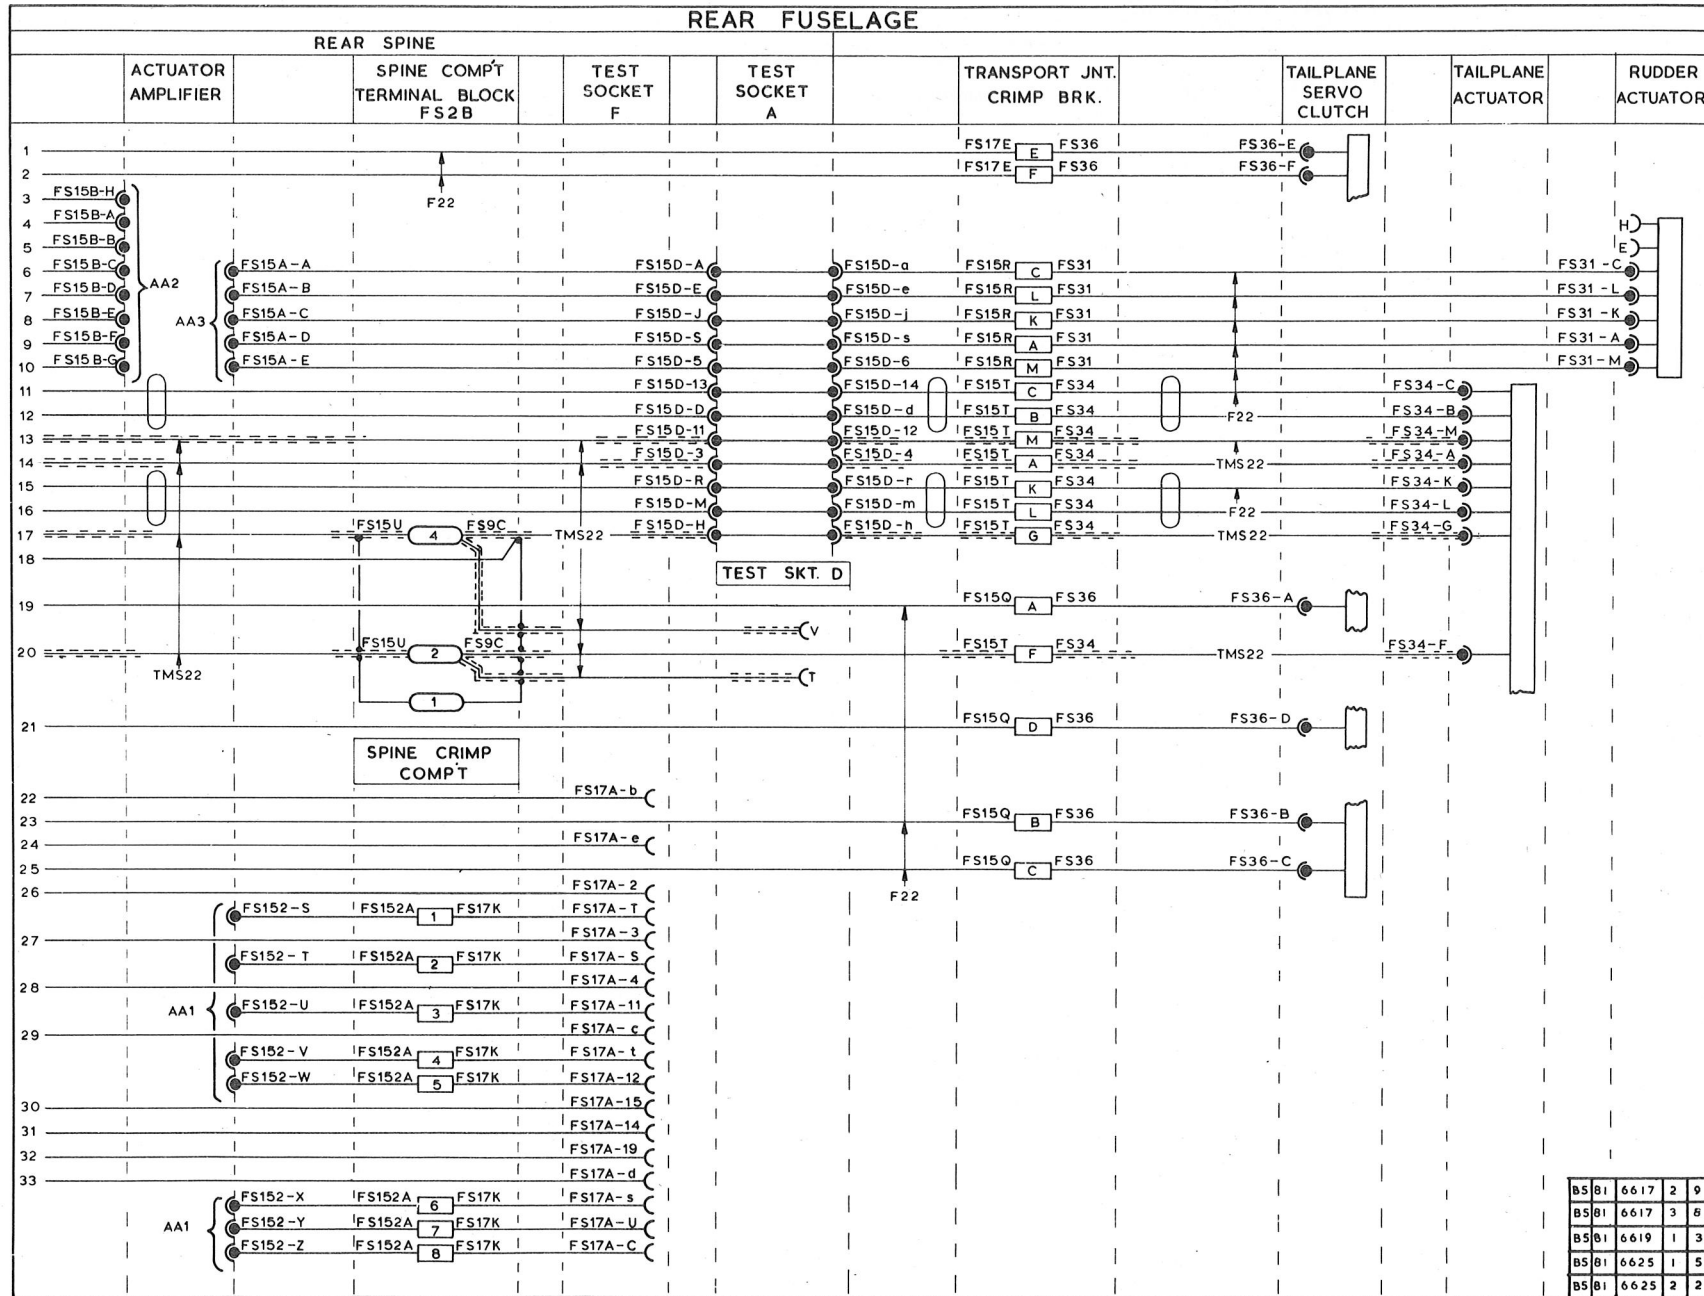 REAR FUSELAGE
REAR SPINE
ACTUATOR AMPLIFIER
SPINE COMP'T TERMINAL BLOCK FS2B
TEST SOCKET F
TEST SOCKET A
TRANSPORT JNT. CRIMP BRK.
TAILPLANE SERVO CLUTCH
TAILPLANE ACTUATOR
RUDDER ACTUATOR
1 FS17E E FS36 FS36-E
2 FS17E F FS36 FS36-F
F22
3 FS15B-H
4 FS15B-A H
5 FS15B-B E
6 FS15B-C FS15A-A FS15D-A FS15D-a FS15R C FS31 FS31-C
AA2
7 FS15B-D FS15A-B FS15D-E FS15D-e FS15R L FS31 FS31-L
8 FS15B-E AA3 FS15A-C FS15D-J FS15D-j FS15R K FS31 FS31-K
9 FS15B-F FS15A-D FS15D-S FS15D-s FS15R A FS31 FS31-A
10 FS15B-G FS15A-E FS15D-5 FS15D-6 FS15R M FS31 FS31-M
11 FS15D-13 FS15D-14 FS15T C FS34 FS34-C
12 FS15D-D FS15D-d FS15T B FS34 F22 FS34-B
13 FS15D-11 FS15D-12 FS15T M FS34 FS34-M
14 FS15D-3 FS15D-4 FS15T A FS34 TMS22 FS34-A
15 FS15D-R FS15D-r FS15T K FS34 FS34-K
16 FS15D-M FS15D-m FS15T L FS34 F22 FS34-L
17 FS15U 4 FS9C TMS22 FS15D-H FS15D-h FS15T G FS34 TMS22 FS34-G
18
TEST SKT. D
19 FS15Q A FS36 FS36-A
V
20 FS15U 2 FS9C FS15T F FS34 TMS22 FS34-F
TMS22 T
1
21 FS15Q D FS36 FS36-D
SPINE CRIMP COMP'T
22 FS17A-b
23 FS15Q B FS36 FS36-B
24 FS17A-e
25 FS15Q C FS36 FS36-C
26 FS17A-2
F22
FS152-S FS152A 1 FS17K FS17A-T
27 FS17A-3
FS152-T FS152A 2 FS17K FS17A-S
28 FS17A-4
AA1 FS152-U FS152A 3 FS17K FS17A-11
29 FS17A-c
FS152-V FS152A 4 FS17K FS17A-t
FS152-W FS152A 5 FS17K FS17A-12
30 FS17A-15
31 FS17A-14
32 FS17A-19
33 FS17A-d
FS152-X FS152A 6 FS17K FS17A-s
AA1 FS152-Y FS152A 7 FS17K FS17A-U
FS152-Z FS152A 8 FS17K FS17A-C
B5 81 6617 2 9
B5 81 6617 3
B5 81 6619 1 3
B5 81 6625 1 5
B5 81 6625 2 2